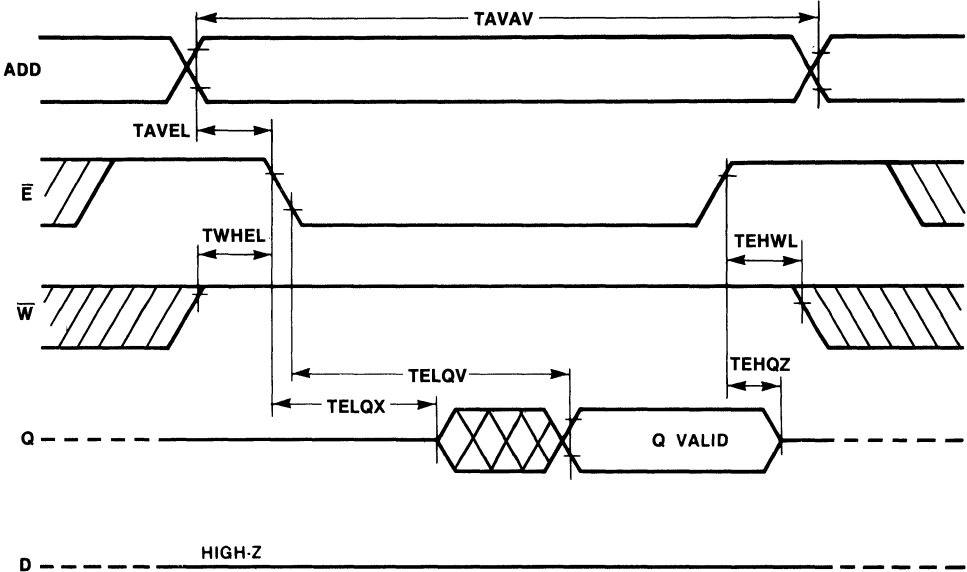 TAVAV
ADD
TAVEL
E̅
TWHEL
TEHWL
W̅
TEHQZ
TELQV
TELQX
Q
Q VALID
HIGH-Z
D